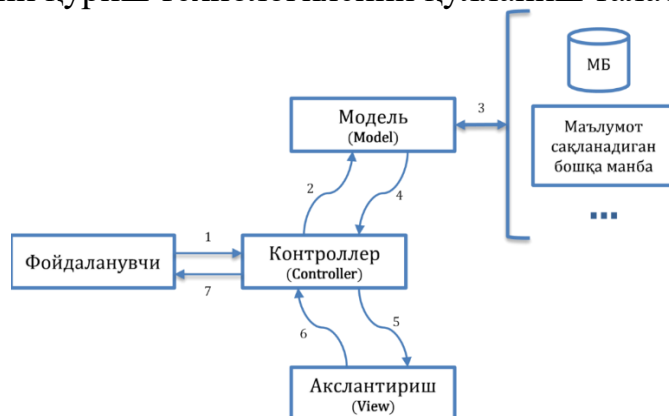 МБ
Модель
(Model)
3
Маълумот
сақланадиган
бошқа манба
...
2
4
1
Фойдаланувчи
Контроллер
(Controller)
7
6
5
Акслантириш
(View)